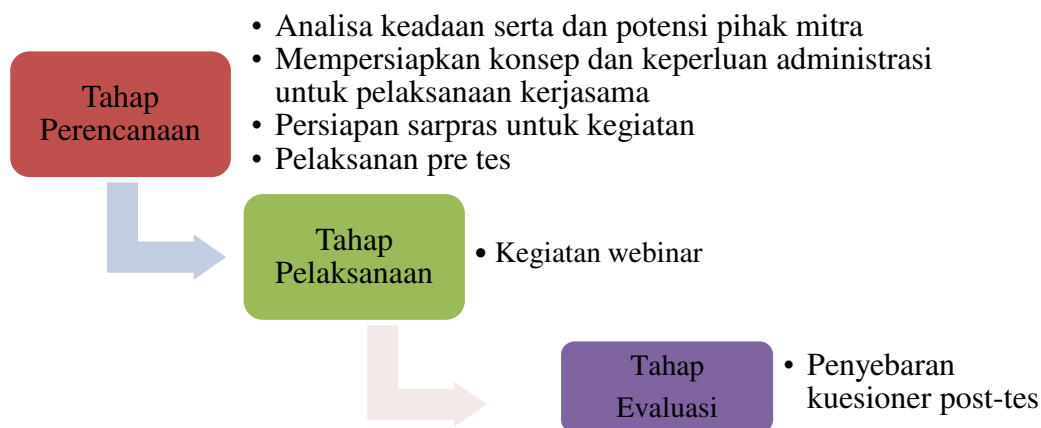 Tahap
Perencanaan
• Analisa keadaan serta dan potensi pihak mitra
• Mempersiapkan konsep dan keperluan administrasi
untuk pelaksanaan kerjasama
• Persiapan sarpras untuk kegiatan
• Pelaksanan pre tes
Tahap
Pelaksanaan
• Kegiatan webinar
Tahap
Evaluasi
• Penyebaran
kuesioner post-tes